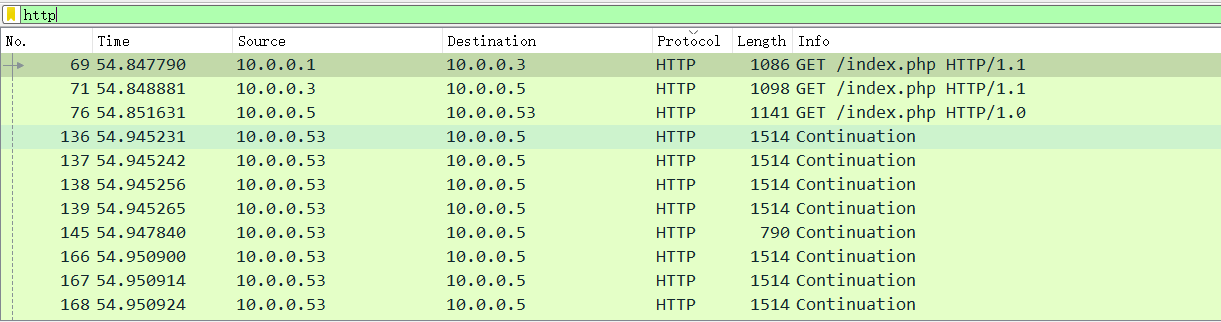 http
No. Time Source Destination Protocol Length Info
69 54.847790 10.0.0.1 10.0.0.3 HTTP 1086 GET /index.php HTTP/1.1
71 54.848881 10.0.0.3 10.0.0.5 HTTP 1098 GET /index.php HTTP/1.1
76 54.851631 10.0.0.5 10.0.0.53 HTTP 1141 GET /index.php HTTP/1.0
136 54.945231 10.0.0.53 10.0.0.5 HTTP 1514 Continuation
137 54.945242 10.0.0.53 10.0.0.5 HTTP 1514 Continuation
138 54.945256 10.0.0.53 10.0.0.5 HTTP 1514 Continuation
139 54.945265 10.0.0.53 10.0.0.5 HTTP 1514 Continuation
145 54.947840 10.0.0.53 10.0.0.5 HTTP 790 Continuation
166 54.950900 10.0.0.53 10.0.0.5 HTTP 1514 Continuation
167 54.950914 10.0.0.53 10.0.0.5 HTTP 1514 Continuation
168 54.950924 10.0.0.53 10.0.0.5 HTTP 1514 Continuation